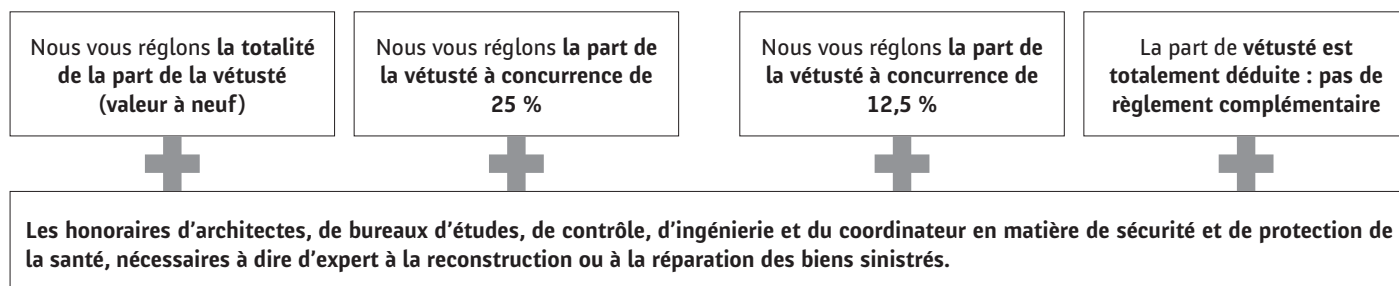 Nous vous réglons la totalité
de la part de la vétusté
(valeur à neuf)
Nous vous réglons la part de
la vétusté à concurrence de
25 %
Nous vous réglons la part de
la vétusté à concurrence de
12,5 %
La part de vétusté est
totalement déduite : pas de
règlement complémentaire
Les honoraires d’architectes, de bureaux d’études, de contrôle, d’ingénierie et du coordinateur en matière de sécurité et de protection de
la santé, nécessaires à dire d’expert à la reconstruction ou à la réparation des biens sinistrés.